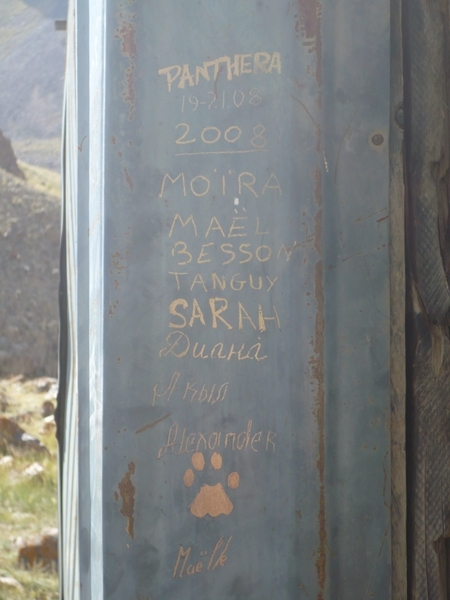 PANTHERA
19-21.08
2008
MOÏRA
MAËL
BESSON
TANGUY
SARAH
Диана
Акыл
Alexander
Maëlle